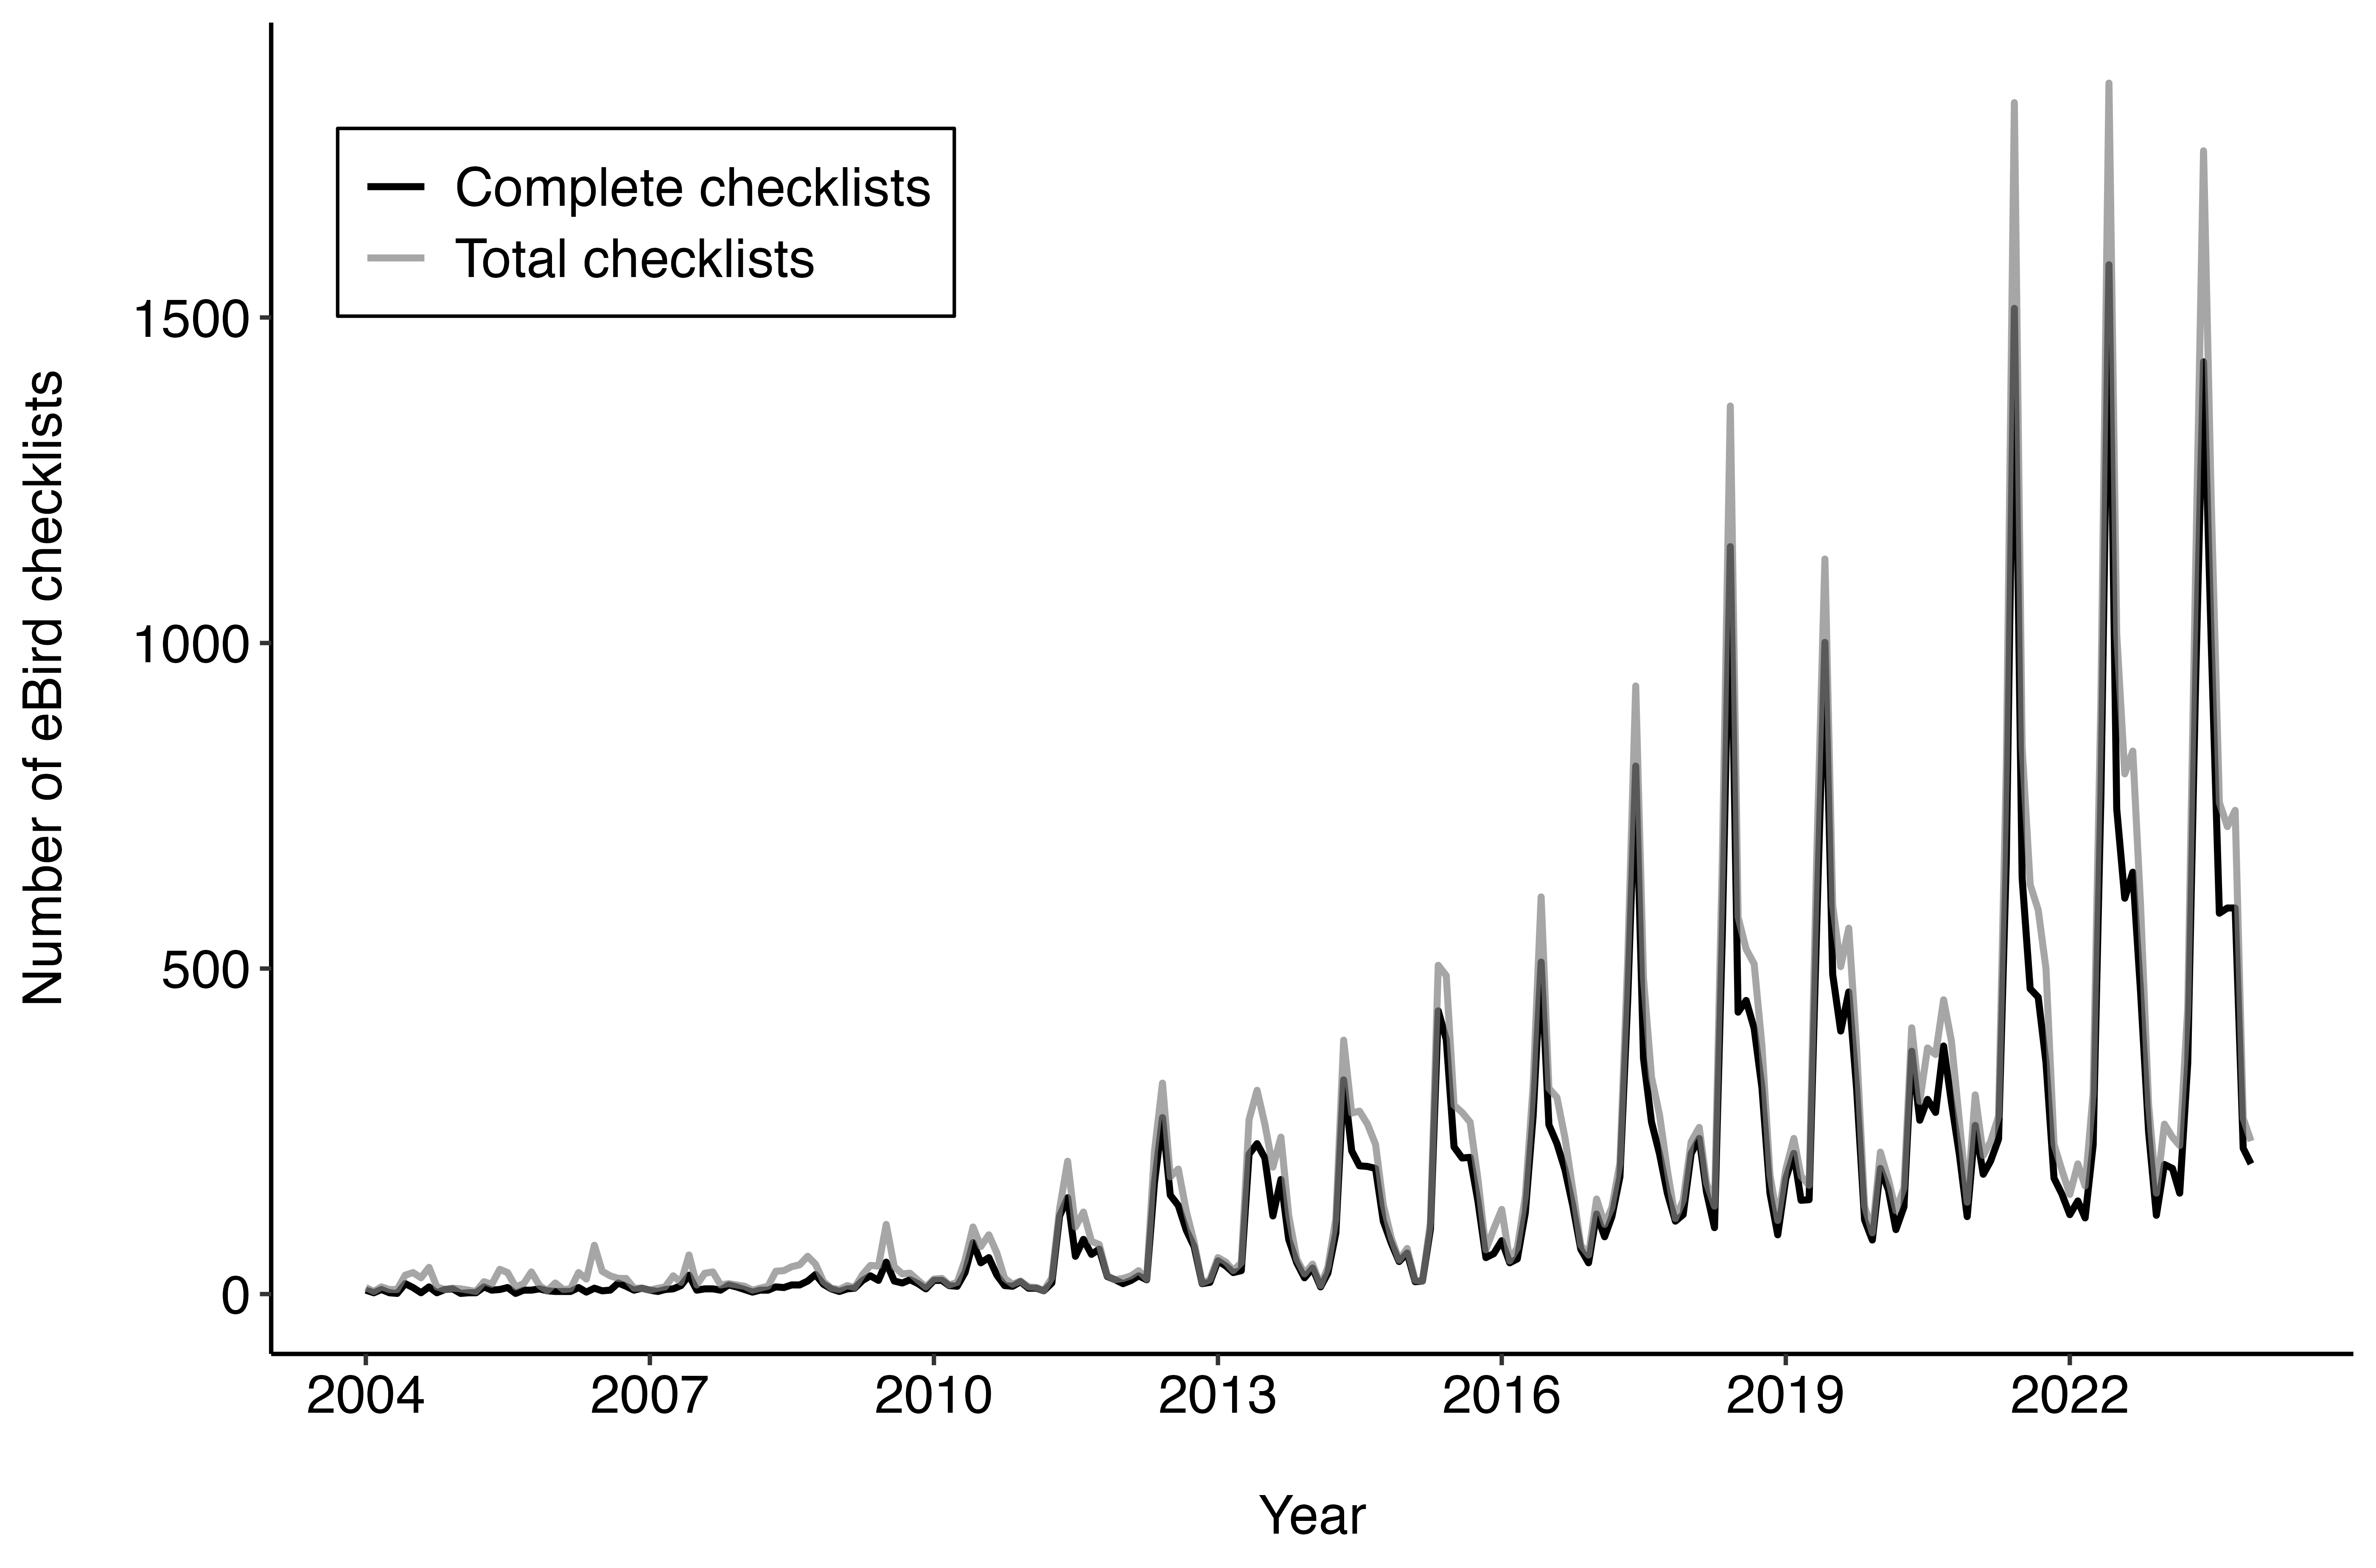 Complete checklists
Total checklists
Number of eBird checklists
1500
1000
500
0
2004 2007 2010 2013 2016 2019 2022
Year